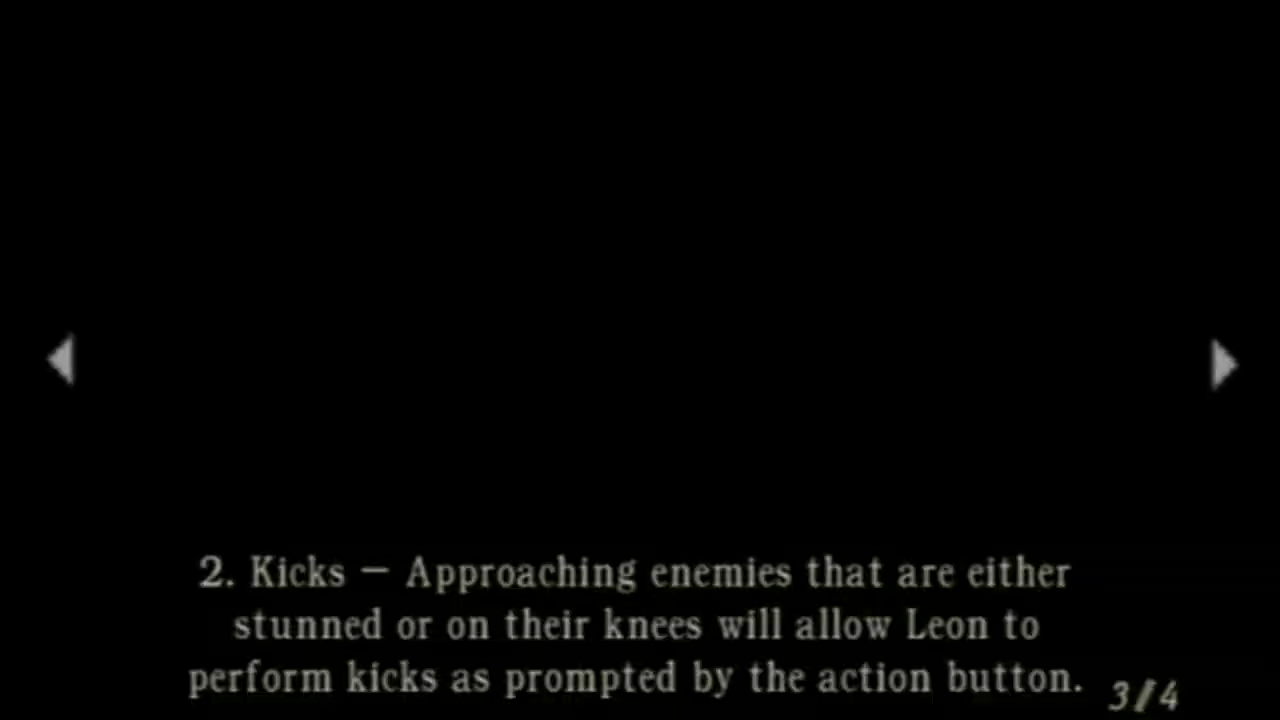 2. Kicks — Approaching enemies that are either
stunned or on their knees will allow Leon to
perform kicks as prompted by the action button.
3/4